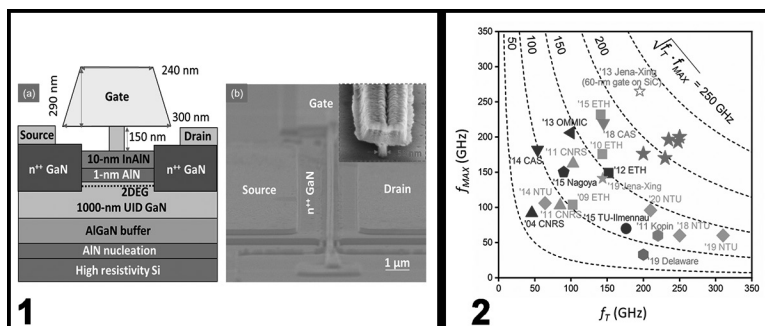 (a)
240 nm
290 nm
Gate
300 nm
Source
150 nm
Drain
10-nm InAlN
n++ GaN
1-nm AlN
n++ GaN
2DEG
1000-nm UID GaN
AlGaN buffer
AlN nucleation
High resistivity Si
(b)
Gate
Source
n++ GaN
Drain
1 μm
1
350
300
250
200
150
100
50
0
0 50 100 150 200 250 300 350
fMAX (GHz)
fT (GHz)
50
100
150
200
√fT · fMAX = 250 GHz
'13 Jena-Xing
(60-nm gate on SiC)
'15 ETH
'13 OMMIC
'18 CAS
'10 ETH
'14 CAS
'11 CNRS
'12 ETH
'15 Nagoya
'19 Jena-Xing
'14 NTU
'09 ETH
'20 NTU
'04 CNRS
'11 CNRS
'15 TU-Ilmennau
'11 Kopin
'18 NTU
'19 NTU
'19 Delaware
2